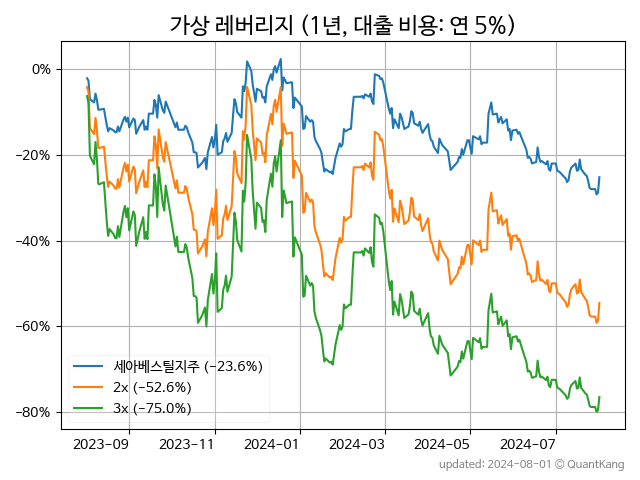 가상 레버리지 (1년, 대출 비용: 연 5%)
0%
−20%
−40%
−60%
−80%
세아베스틸지주 (−23.6%)
2x (−52.6%)
3x (−75.0%)
2023-09
2023-11
2024-01
2024-03
2024-05
2024-07
updated: 2024-08-01 © QuantKang